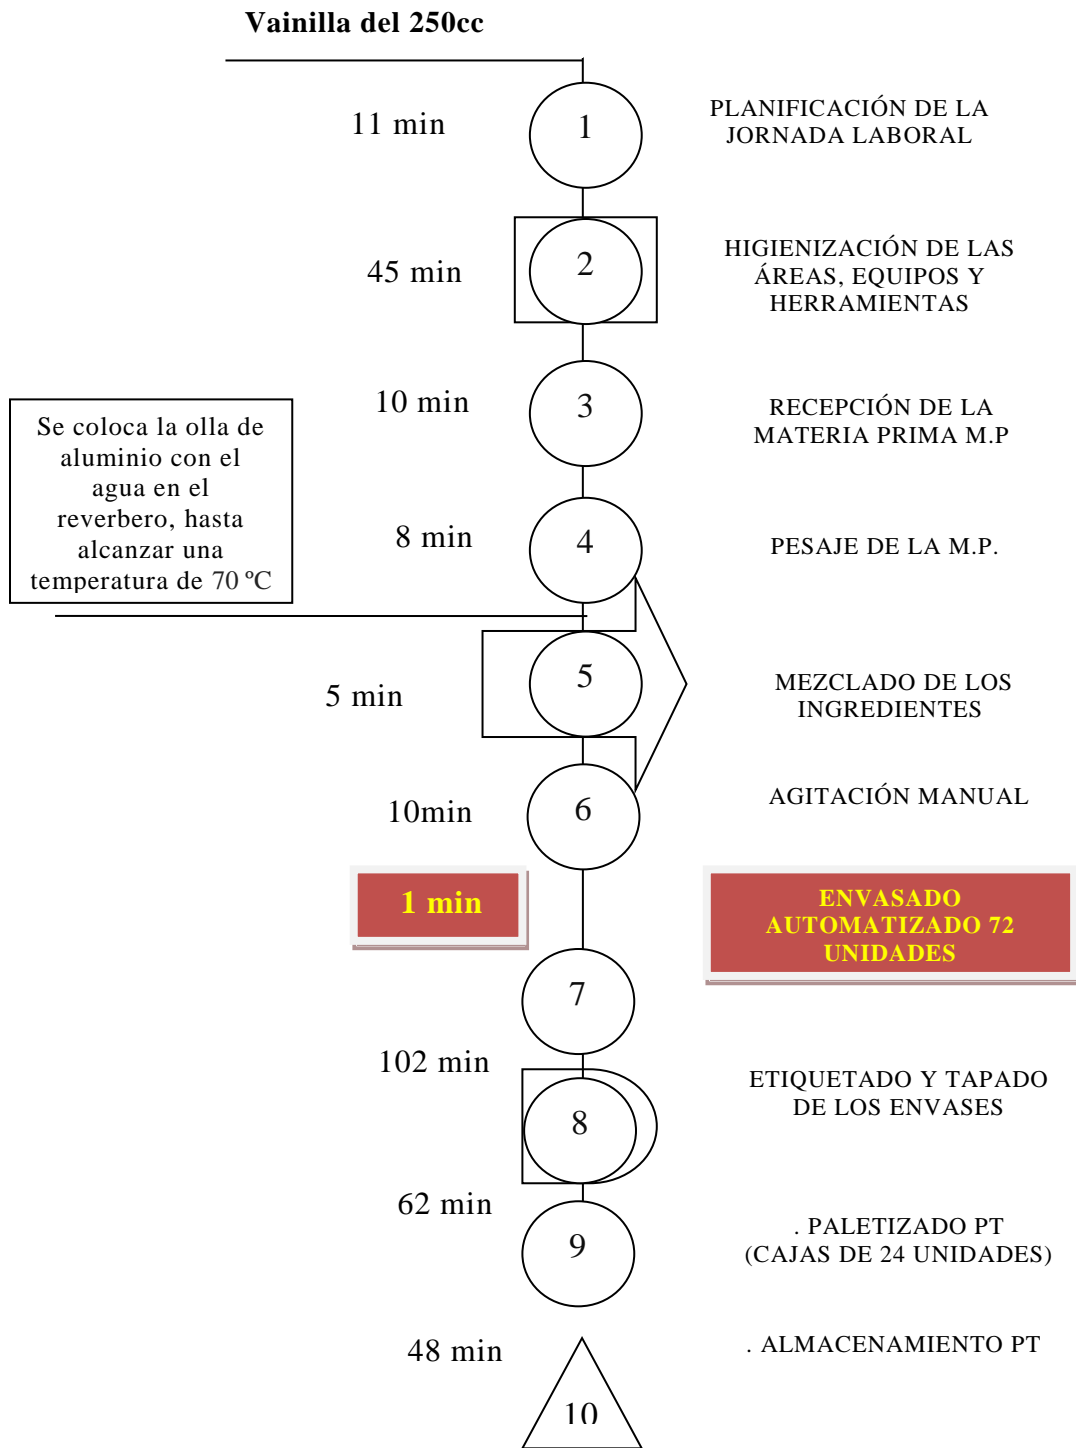 Vainilla del 250cc
11 min
1
PLANIFICACIÓN DE LA
JORNADA LABORAL
45 min
2
HIGIENIZACIÓN DE LAS
ÁREAS, EQUIPOS Y
HERRAMIENTAS
10 min
3
RECEPCIÓN DE LA
MATERIA PRIMA M.P
Se coloca la olla de
aluminio con el
agua en el
reverbero, hasta
alcanzar una
temperatura de 70 ºC
8 min
4
PESAJE DE LA M.P.
5 min
5
MEZCLADO DE LOS
INGREDIENTES
10min
6
AGITACIÓN MANUAL
1 min
ENVASADO
AUTOMATIZADO 72
UNIDADES
7
102 min
8
ETIQUETADO Y TAPADO
DE LOS ENVASES
62 min
9
. PALETIZADO PT
(CAJAS DE 24 UNIDADES)
48 min
10
. ALMACENAMIENTO PT